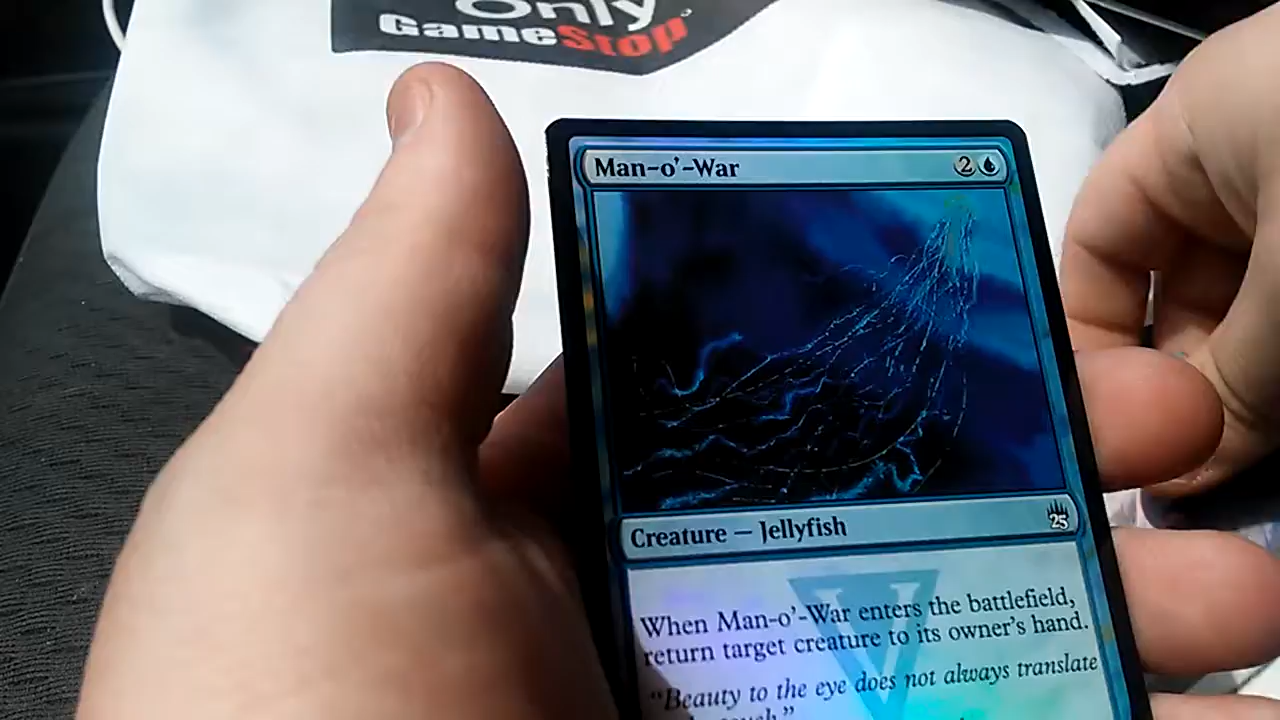 Only
GameStop
Man-o'-War 2
Creature — Jellyfish
25
When Man-o'-War enters the battlefield,
return target creature to its owner's hand.
"Beauty to the eye does not always translate